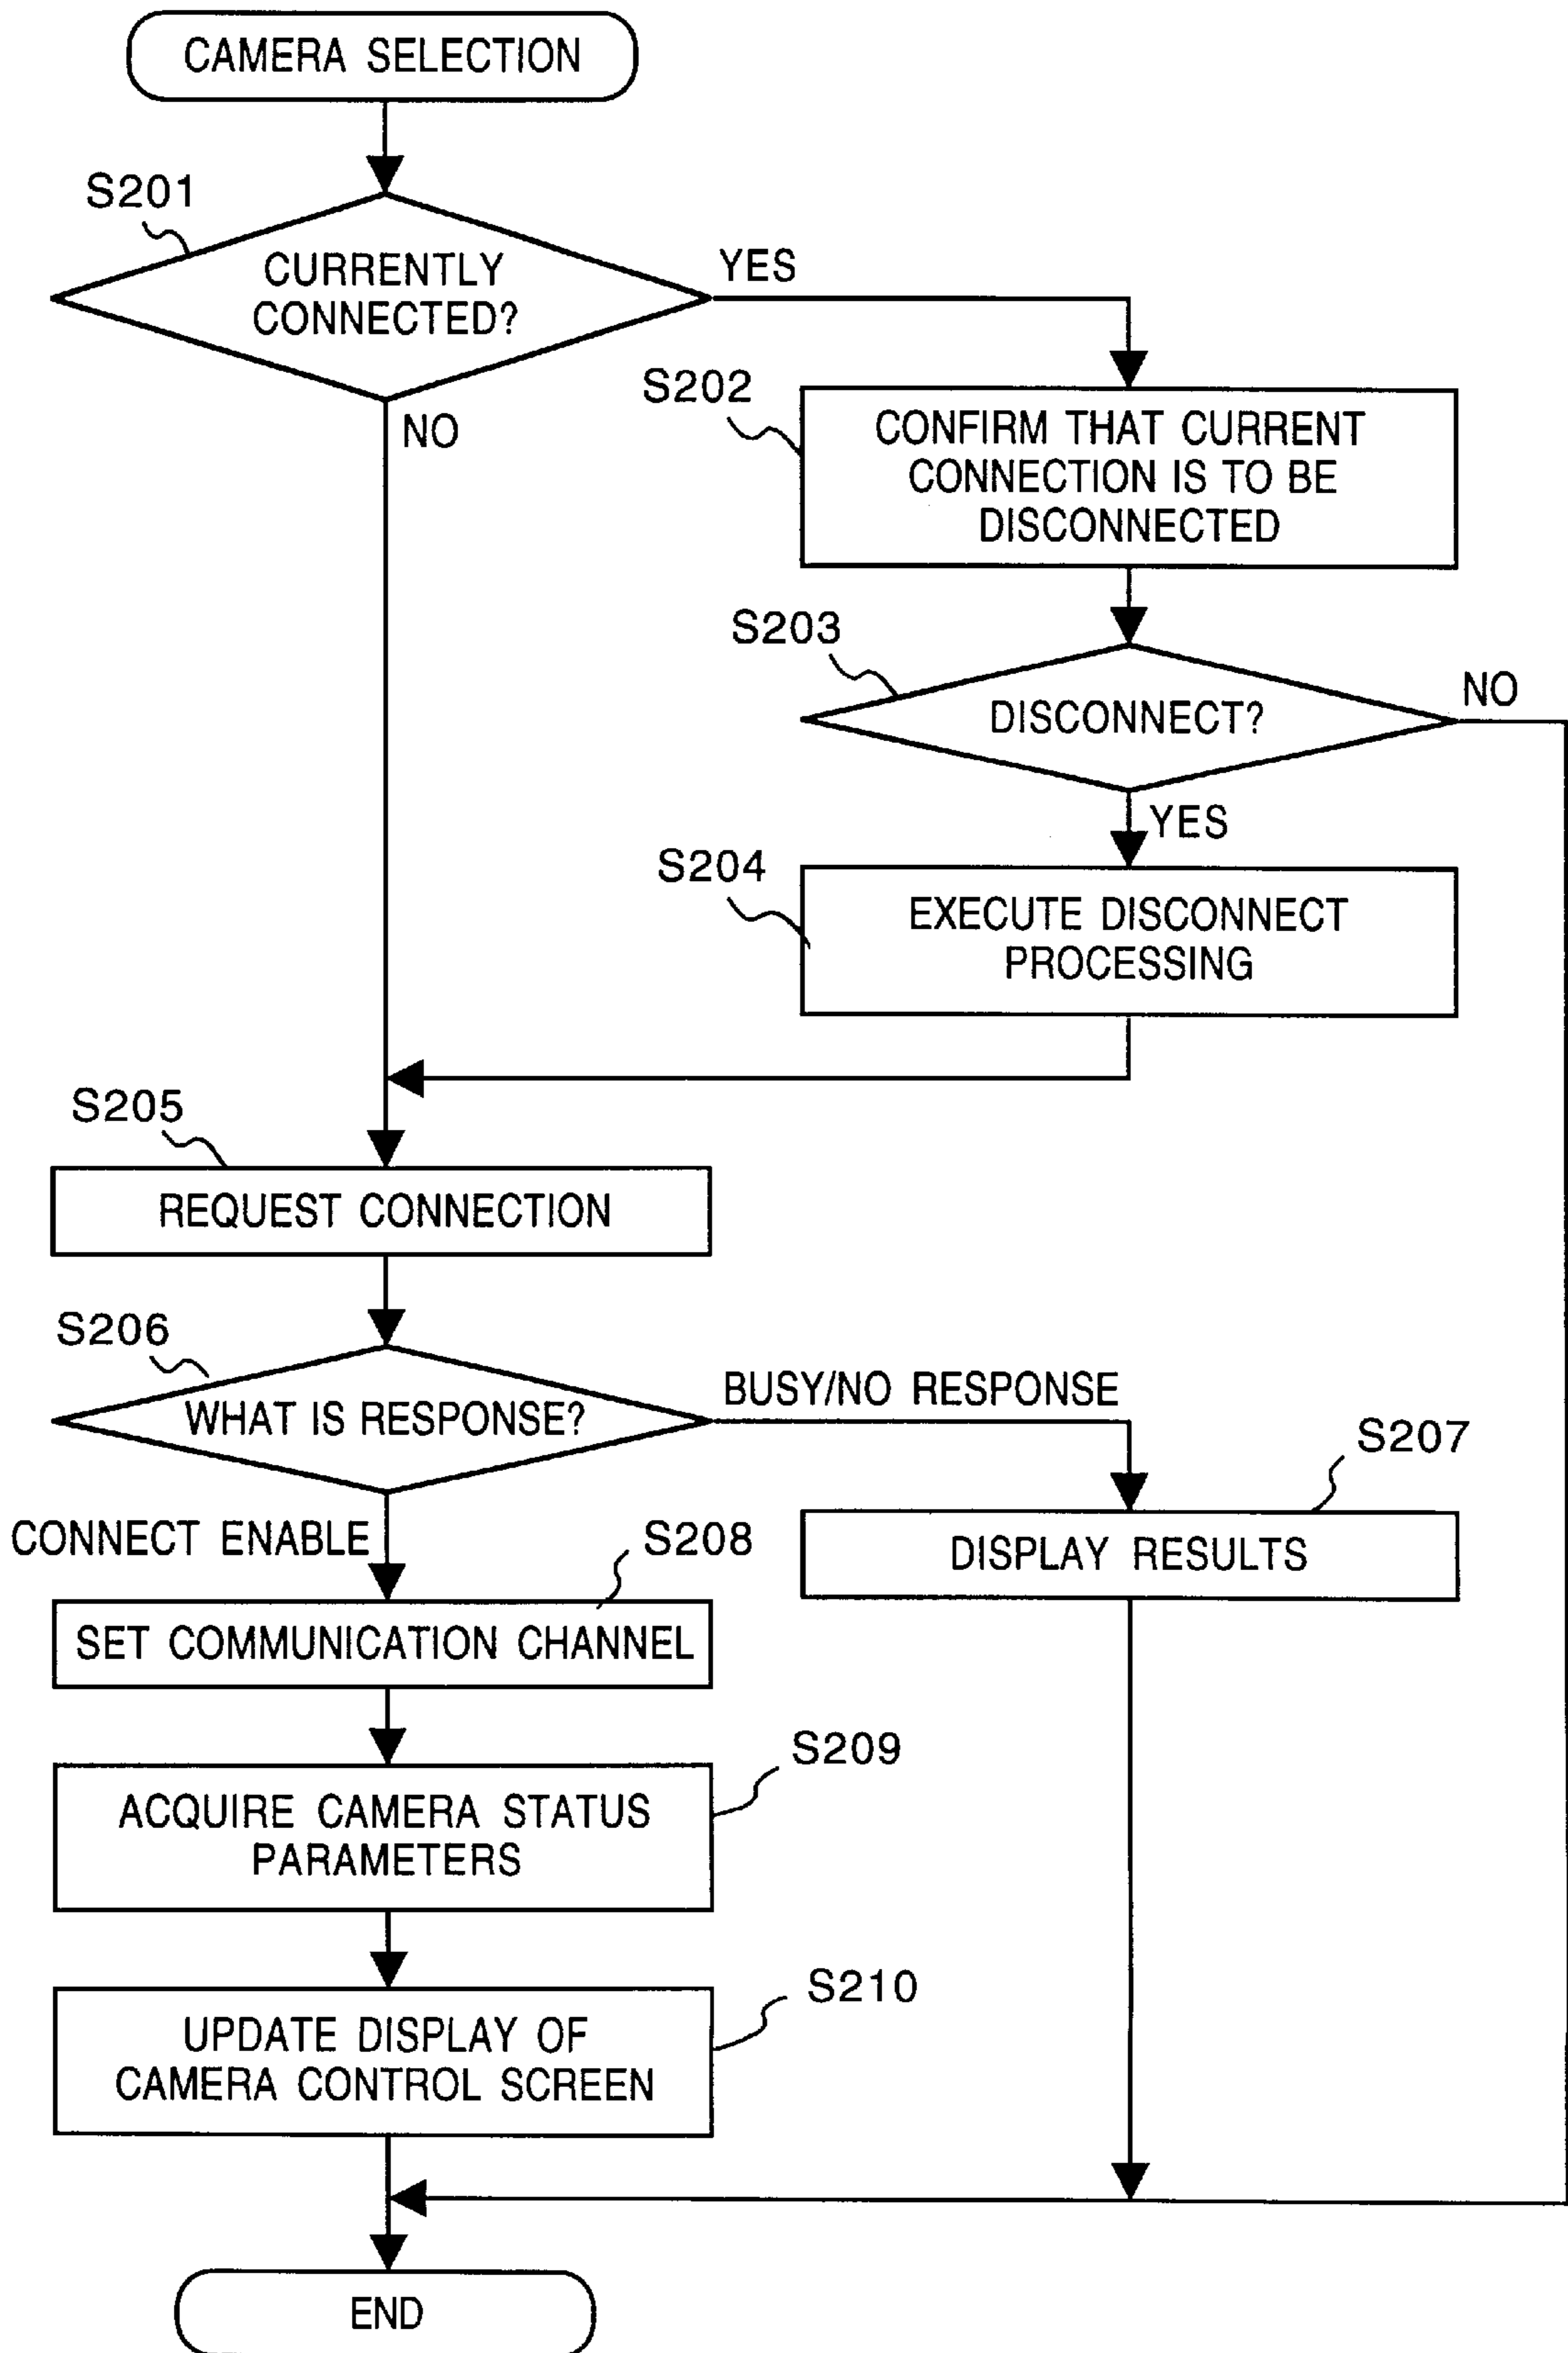 CAMERA SELECTION
S201
CURRENTLY
CONNECTED?
YES
NO
S202
CONFIRM THAT CURRENT
CONNECTION IS TO BE
DISCONNECTED
S203
DISCONNECT?
NO
YES
S204
EXECUTE DISCONNECT
PROCESSING
S205
REQUEST CONNECTION
S206
WHAT IS RESPONSE?
BUSY/NO RESPONSE
S207
DISPLAY RESULTS
CONNECT ENABLE
S208
SET COMMUNICATION CHANNEL
S209
ACQUIRE CAMERA STATUS
PARAMETERS
S210
UPDATE DISPLAY OF
CAMERA CONTROL SCREEN
END